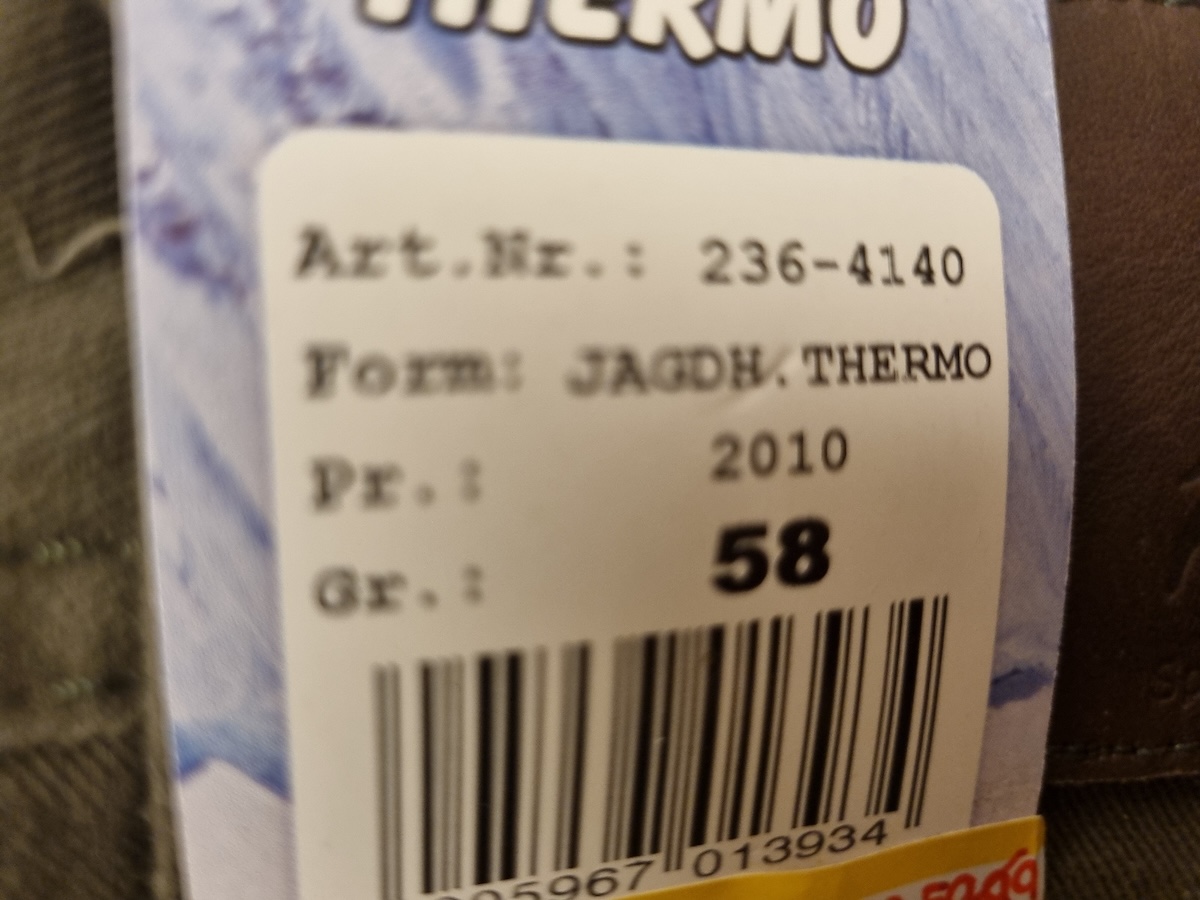 THERMO
Art.Nr.: 236-4140
Form: JAGDH.THERMO
Pr.: 2010
Gr.: 58
013934